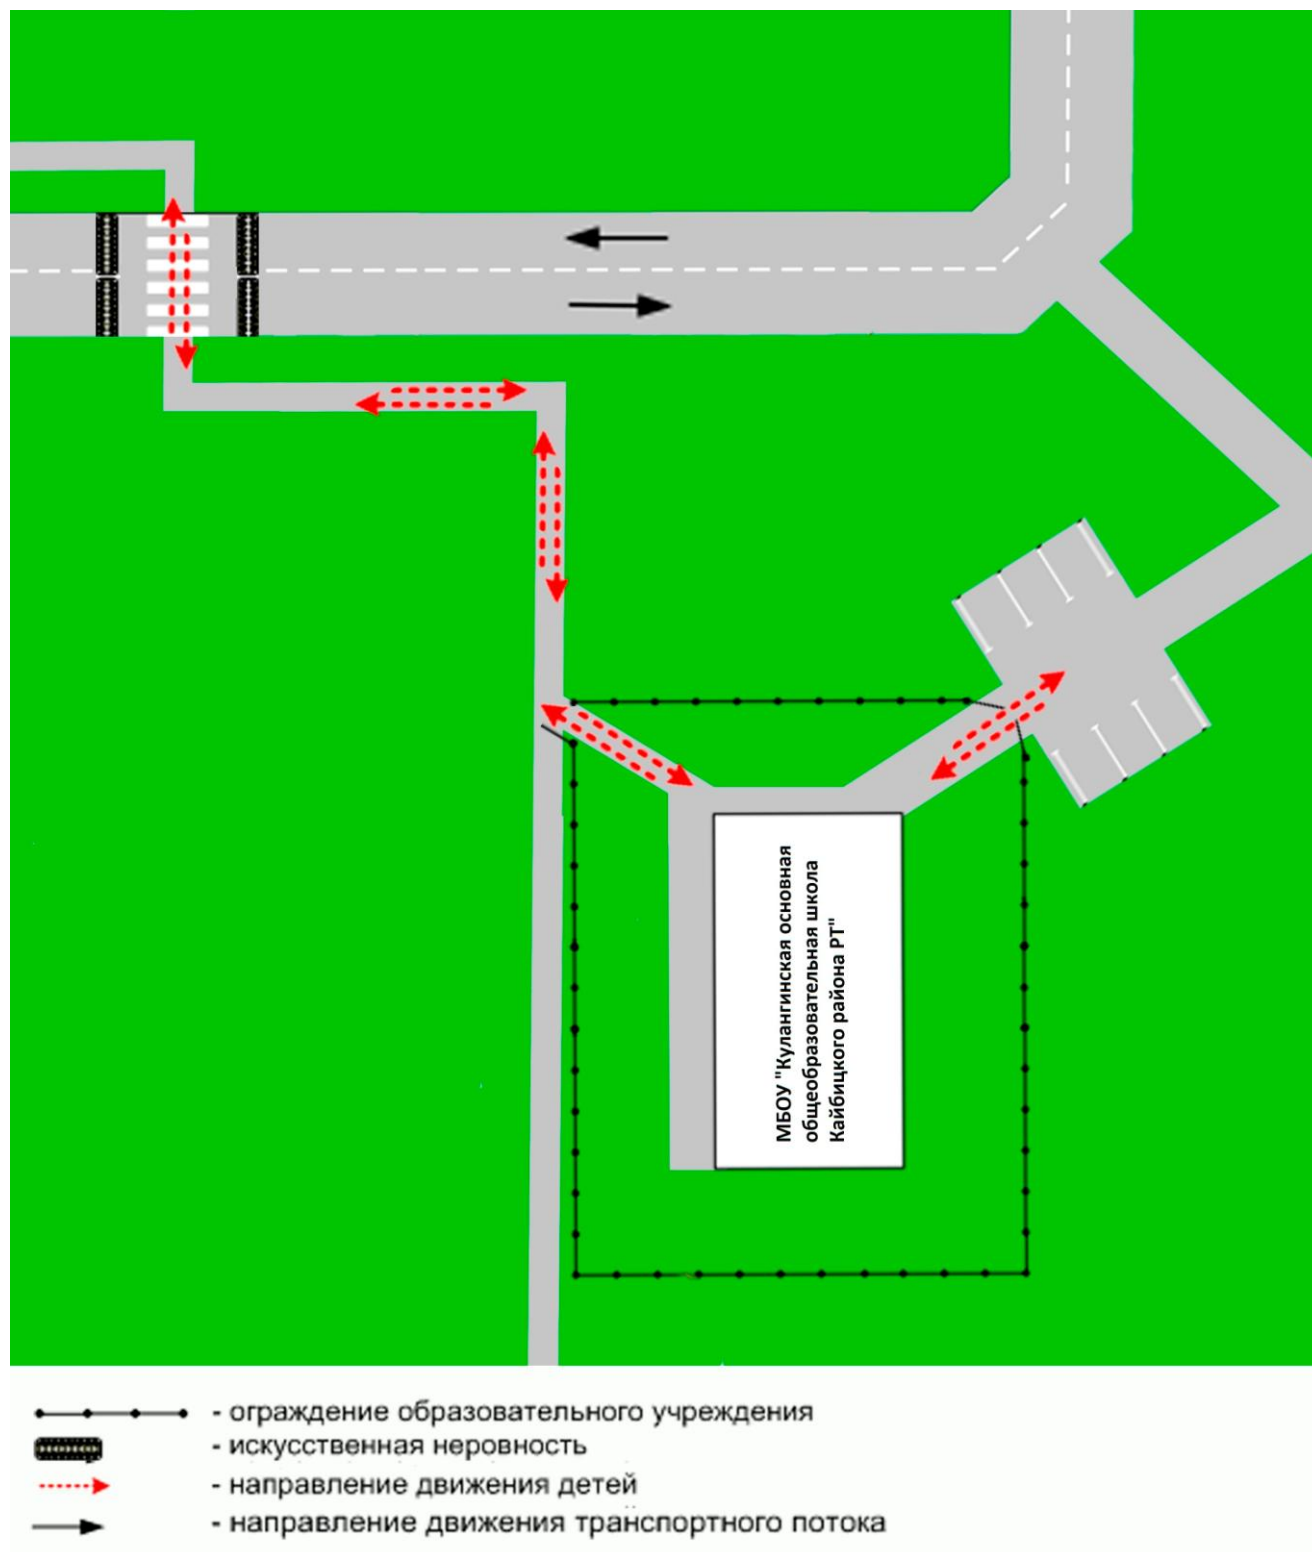 МБОУ "Кулангинская основная
общеобразовательная школа
Кайбицкого района РТ"
- ограждение образовательного учреждения
- искусственная неровность
- направление движения детей
- направление движения транспортного потока